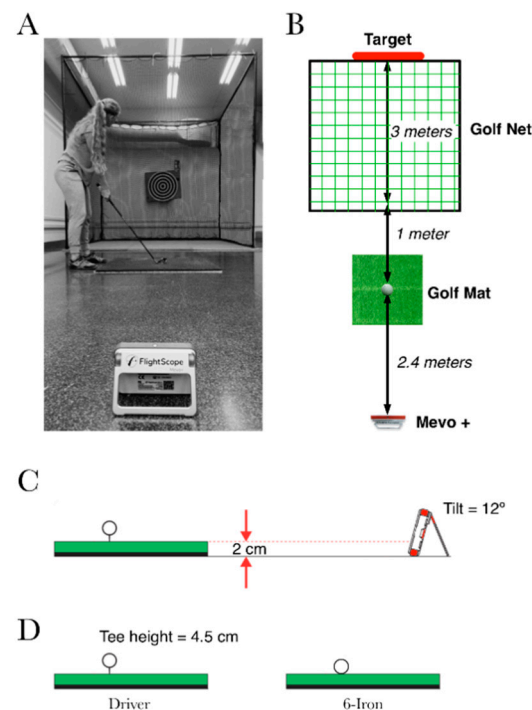 A
FlightScope
B
Target
3 meters
Golf Net
1 meter
Golf Mat
2.4 meters
Mevo +
C
2 cm
Tilt = 12º
D
Tee height = 4.5 cm
Driver
6-Iron